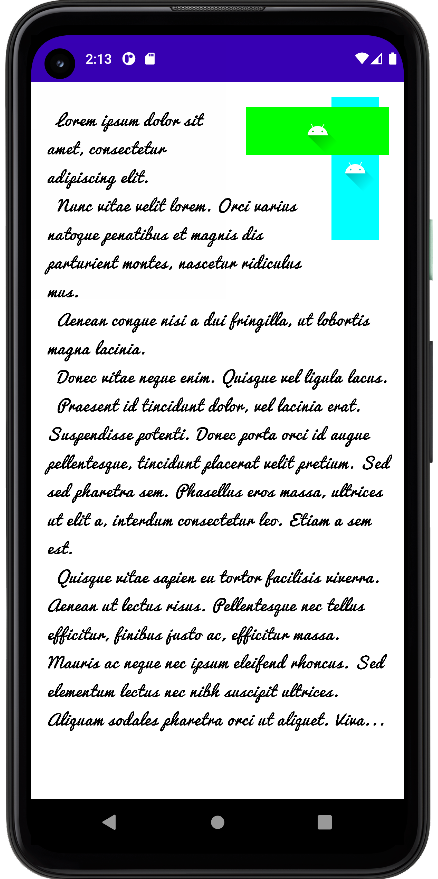 2:13
Lorem ipsum dolor sit
amet, consectetur
adipiscing elit.
Nunc vitae velit lorem. Orci varius
natoque penatibus et magnis dis
parturient montes, nascetur ridiculus
mus.
Aenean congue nisi a dui fringilla, ut lobortis
magna lacinia.
Donec vitae neque enim. Quisque vel ligula lacus.
Praesent id tincidunt dolor, vel lacinia erat.
Suspendisse potenti. Donec porta orci id augue
pellentesque, tincidunt placerat velit pretium. Sed
sed pharetra sem. Phasellus eros massa, ultrices
ut elit a, interdum consectetur leo. Etiam a sem
est.
Quisque vitae sapien eu tortor facilisis viverra.
Aenean ut lectus risus. Pellentesque nec tellus
efficitur, finibus justo ac, efficitur massa.
Mauris ac neque nec ipsum eleifend rhoncus. Sed
elementum lectus nec nibh suscipit ultrices.
Aliquam sodales pharetra orci ut aliquet. Viva...